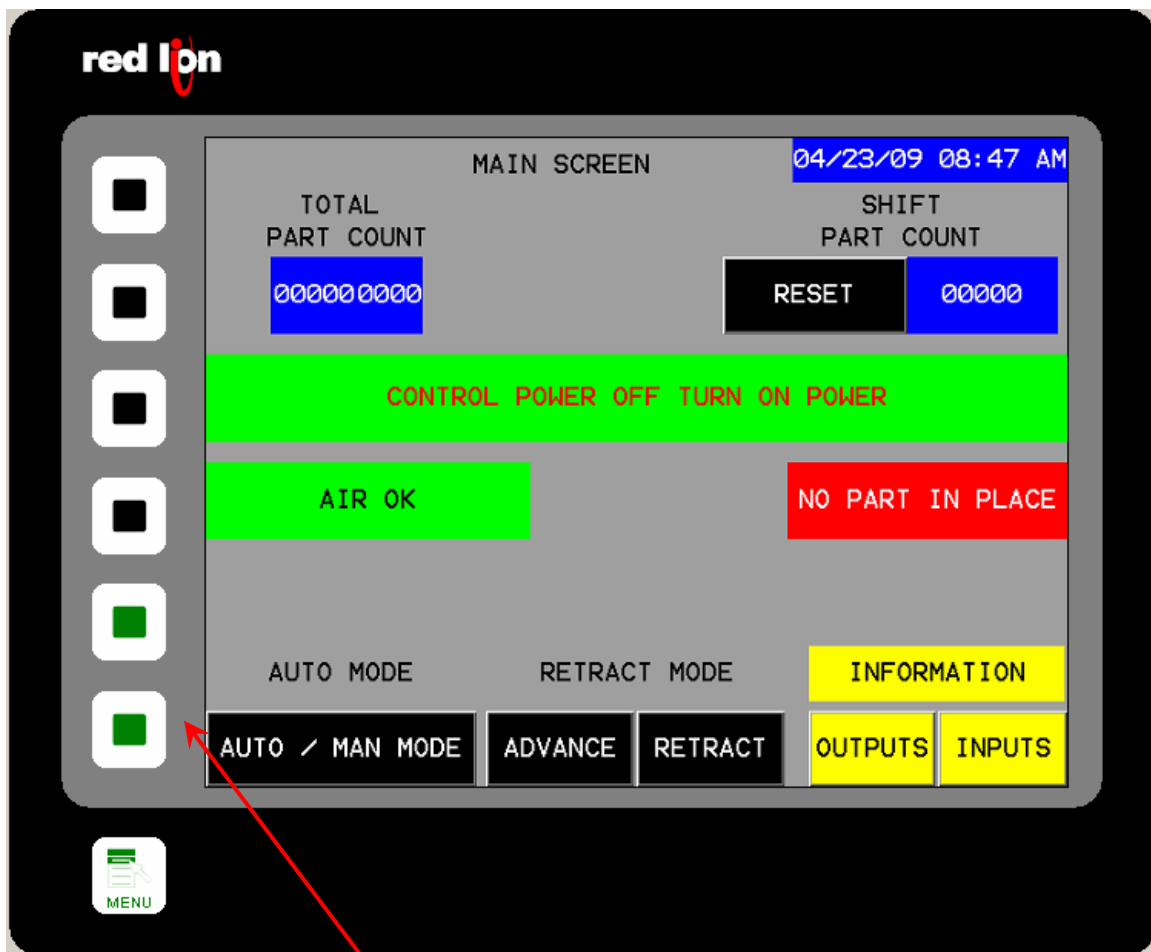 red lion
MAIN SCREEN
04/23/09 08:47 AM
TOTAL
PART COUNT
SHIFT
PART COUNT
000000000
RESET
00000
CONTROL POWER OFF TURN ON POWER
AIR OK
NO PART IN PLACE
AUTO MODE
RETRACT MODE
INFORMATION
AUTO / MAN MODE
ADVANCE
RETRACT
OUTPUTS
INPUTS
MENU